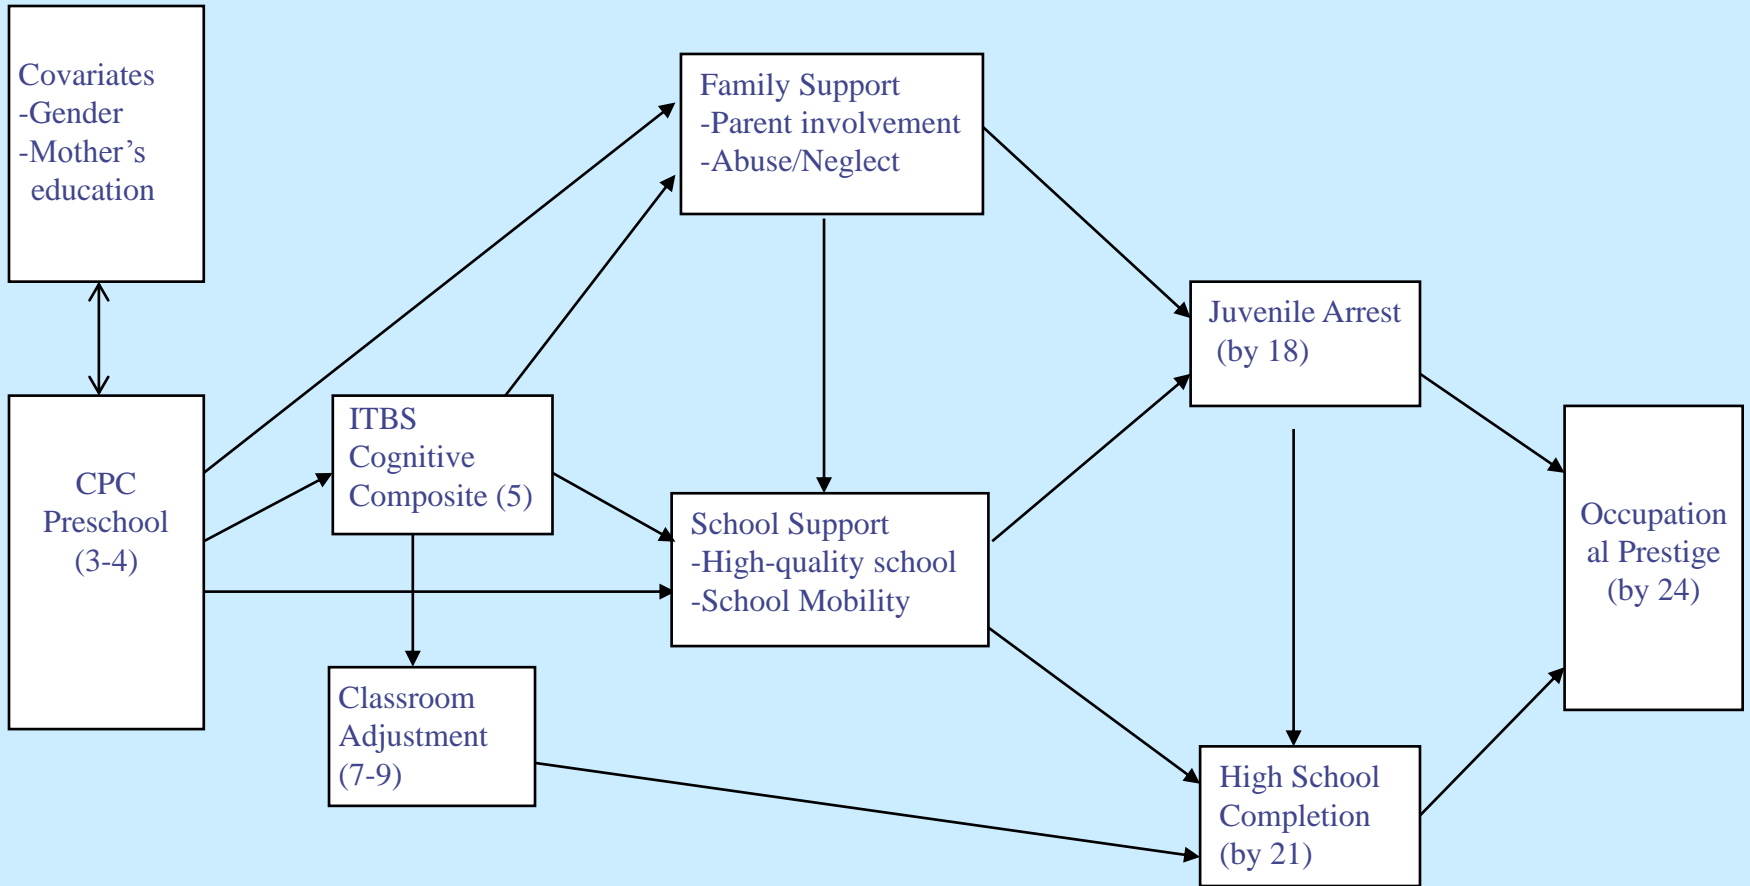 Covariates
-Gender
-Mother’s
education
CPC
Preschool
(3-4)
ITBS
Cognitive
Composite (5)
Classroom
Adjustment
(7-9)
Family Support
-Parent involvement
-Abuse/Neglect
School Support
-High-quality school
-School Mobility
Juvenile Arrest
(by 18)
High School
Completion
(by 21)
Occupation
al Prestige
(by 24)